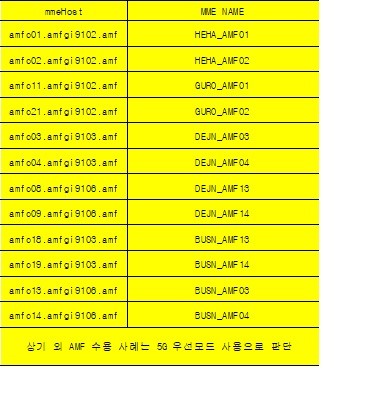 mmeHost MME NAME
amfc01.amfgi9102.amf HEHA_AMF01
amfc02.amfgi9102.amf HEHA_AMF02
amfc11.amfgi9102.amf GURO_AMF01
amfc21.amfgi9102.amf GURO_AMF02
amfc03.amfgi9103.amf DEJN_AMF03
amfc04.amfgi9103.amf DEJN_AMF04
amfc08.amfgi9106.amf DEJN_AMF13
amfc09.amfgi9106.amf DEJN_AMF14
amfc18.amfgi9103.amf BUSN_AMF13
amfc19.amfgi9103.amf BUSN_AMF14
amfc13.amfgi9106.amf BUSN_AMF03
amfc14.amfgi9106.amf BUSN_AMF04
상기 의 AMF 수용 사례는 5G 우선모드 사용으로 판단